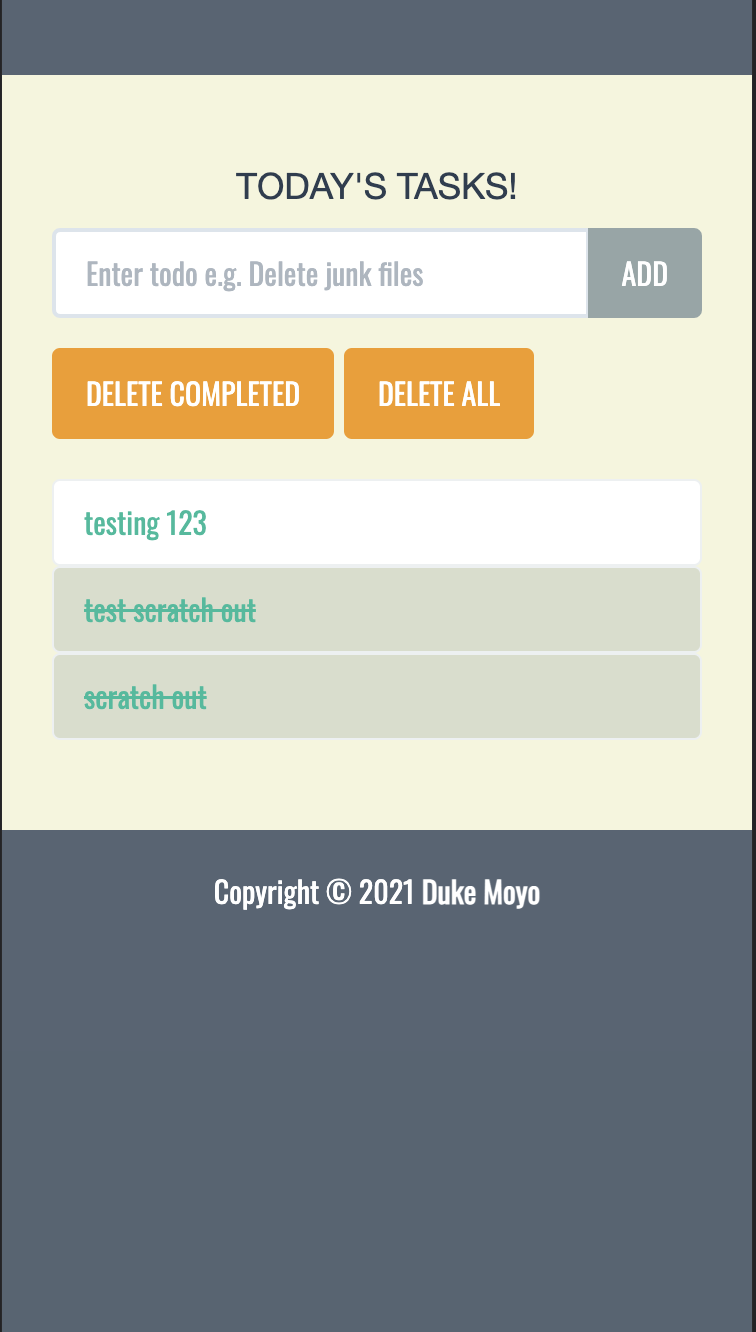 TODAY'S TASKS!
Enter todo e.g. Delete junk files
ADD
DELETE COMPLETED
DELETE ALL
testing 123
test scratch out
scratch out
Copyright © 2021 Duke Moyo